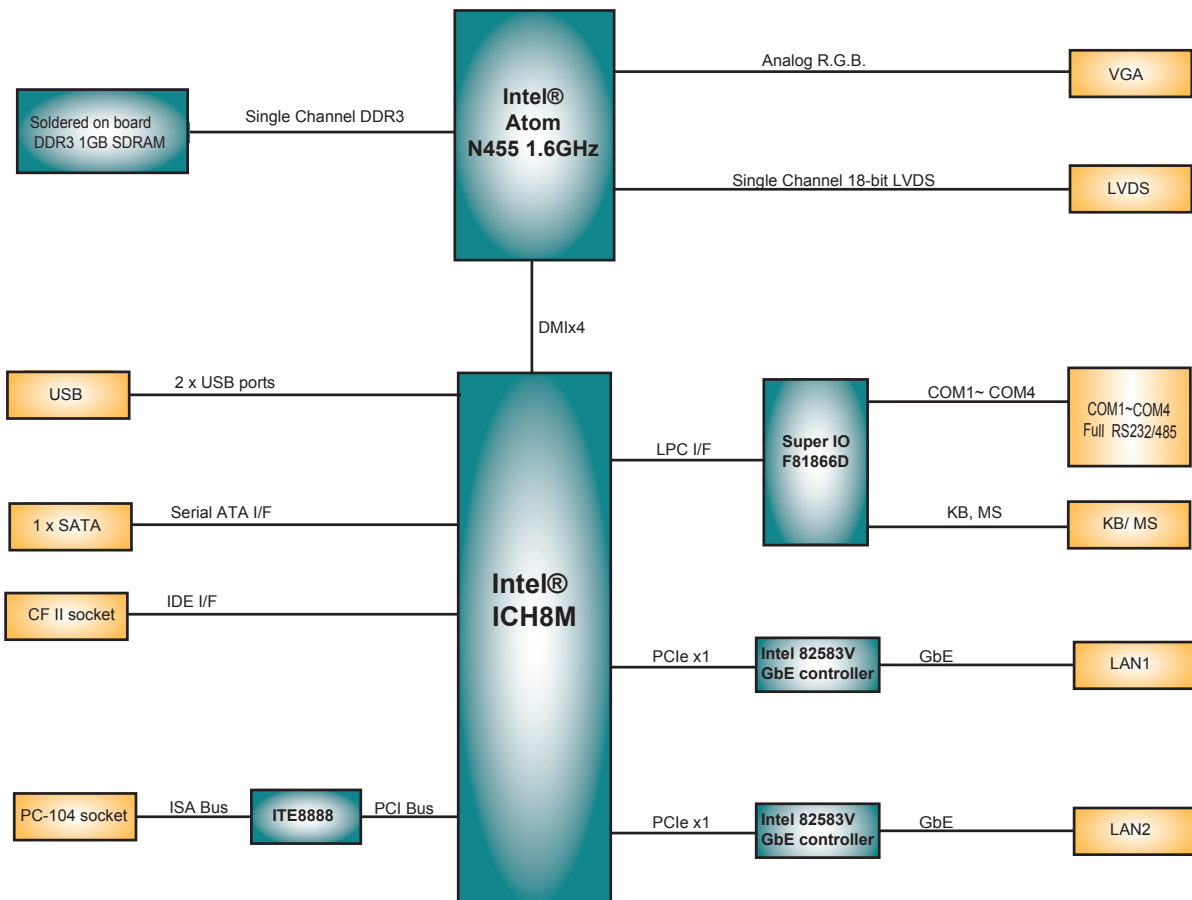 Analog R.G.B.
VGA
Intel®
Atom
N455 1.6GHz
Soldered on board
DDR3 1GB SDRAM
Single Channel DDR3
Single Channel 18-bit LVDS
LVDS
DMIx4
USB
2 x USB ports
COM1~ COM4
COM1~COM4
Full RS232/485
Super IO
F81866D
LPC I/F
1 x SATA
Serial ATA I/F
KB, MS
KB/ MS
Intel®
ICH8M
CF II socket
IDE I/F
PCIe x1
Intel 82583V
GbE controller
GbE
LAN1
PC-104 socket
ISA Bus
ITE8888
PCI Bus
PCIe x1
Intel 82583V
GbE controller
GbE
LAN2